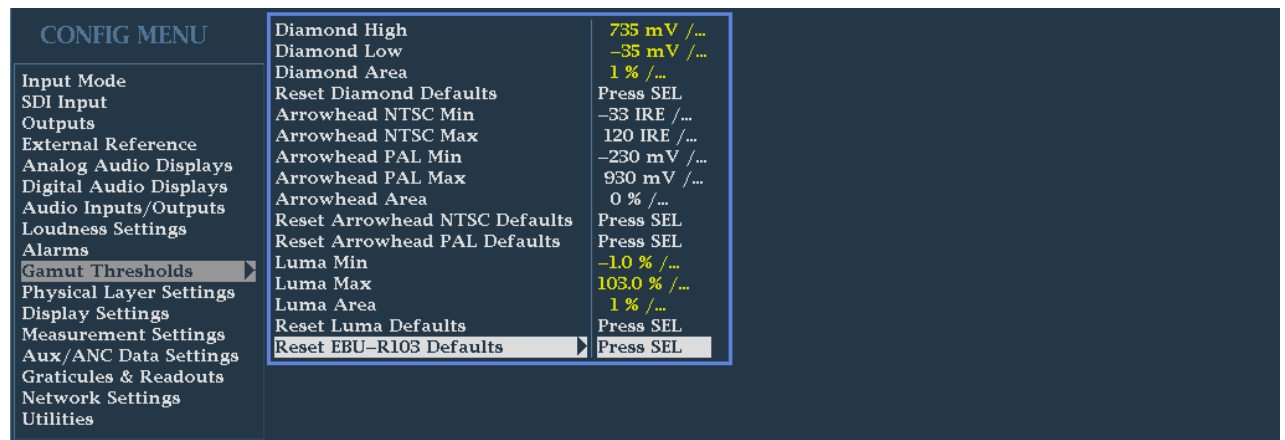 CONFIG MENU
Input Mode
SDI Input
Outputs
External Reference
Analog Audio Displays
Digital Audio Displays
Audio Inputs/Outputs
Loudness Settings
Alarms
Gamut Thresholds
Physical Layer Settings
Display Settings
Measurement Settings
Aux/ANC Data Settings
Graticules & Readouts
Network Settings
Utilities
Diamond High 735 mV /...
Diamond Low –35 mV /...
Diamond Area 1 % /...
Reset Diamond Defaults Press SEL
Arrowhead NTSC Min –33 IRE /...
Arrowhead NTSC Max 120 IRE /...
Arrowhead PAL Min –230 mV /...
Arrowhead PAL Max 930 mV /...
Arrowhead Area 0 % /...
Reset Arrowhead NTSC Defaults Press SEL
Reset Arrowhead PAL Defaults Press SEL
Luma Min –1.0 % /...
Luma Max 103.0 % /...
Luma Area 1 % /...
Reset Luma Defaults Press SEL
Reset EBU–R103 Defaults Press SEL